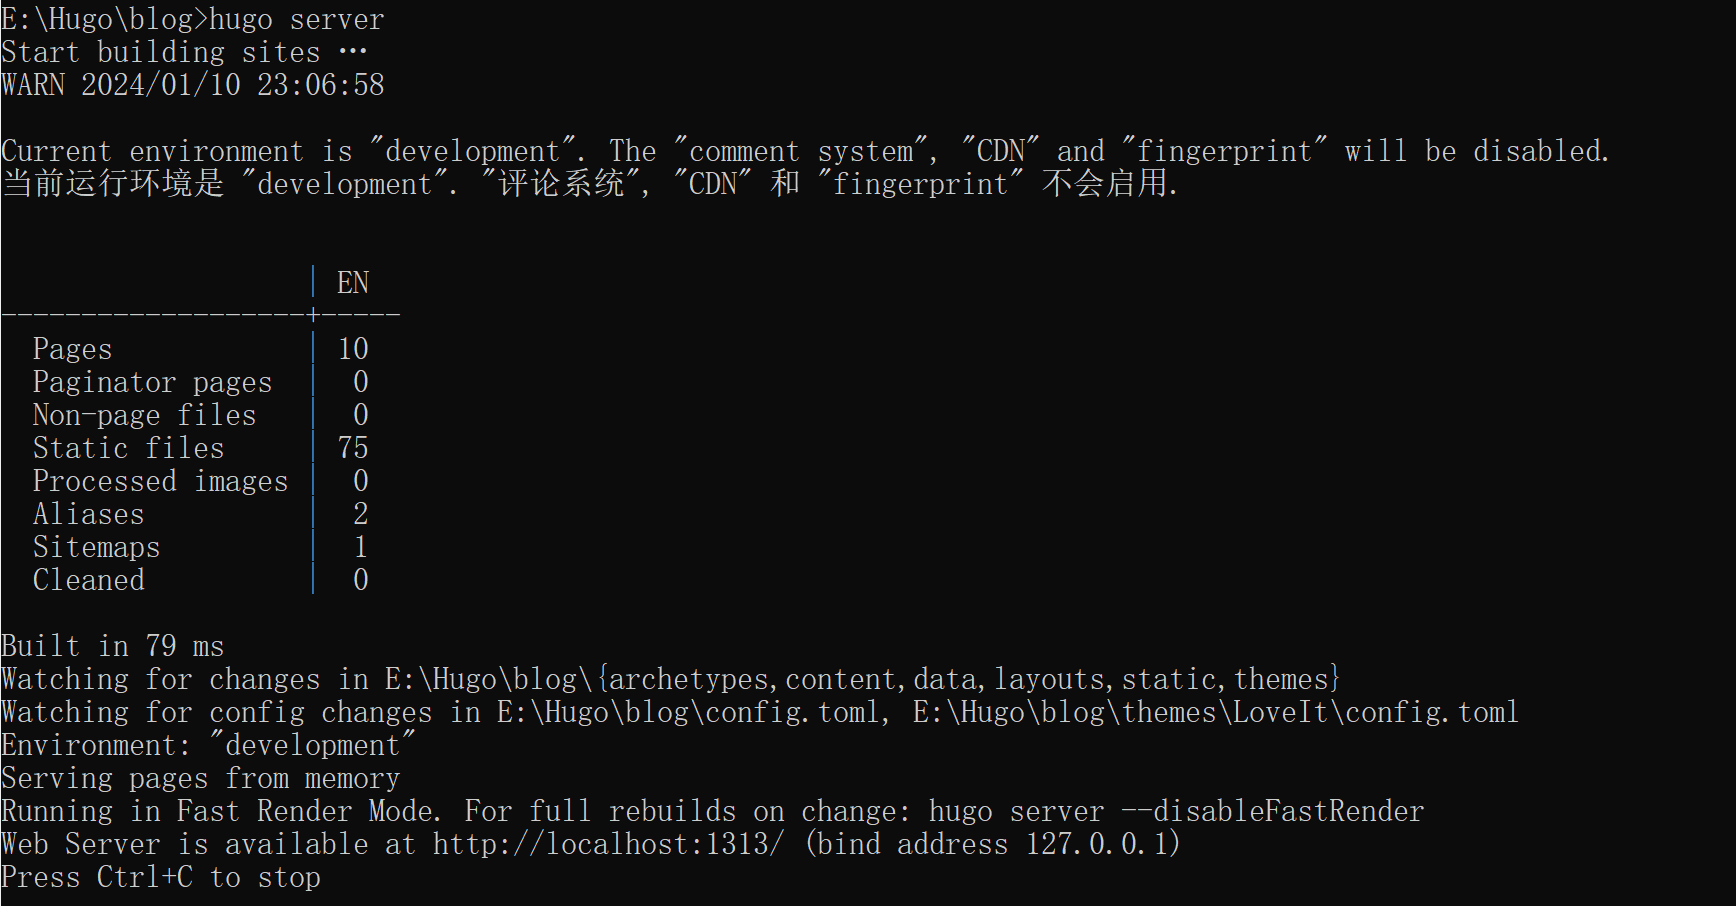 E:\Hugo\blog>hugo server
Start building sites …
WARN 2024/01/10 23:06:58
Current environment is "development". The "comment system", "CDN" and "fingerprint" will be disabled.
当前运行环境是 "development". "评论系统", "CDN" 和 "fingerprint" 不会启用.
| EN
-------------------+-----
Pages | 10
Paginator pages | 0
Non-page files | 0
Static files | 75
Processed images | 0
Aliases | 2
Sitemaps | 1
Cleaned | 0
Built in 79 ms
Watching for changes in E:\Hugo\blog\{archetypes,content,data,layouts,static,themes}
Watching for config changes in E:\Hugo\blog\config.toml, E:\Hugo\blog\themes\LoveIt\config.toml
Environment: "development"
Serving pages from memory
Running in Fast Render Mode. For full rebuilds on change: hugo server --disableFastRender
Web Server is available at http://localhost:1313/ (bind address 127.0.0.1)
Press Ctrl+C to stop